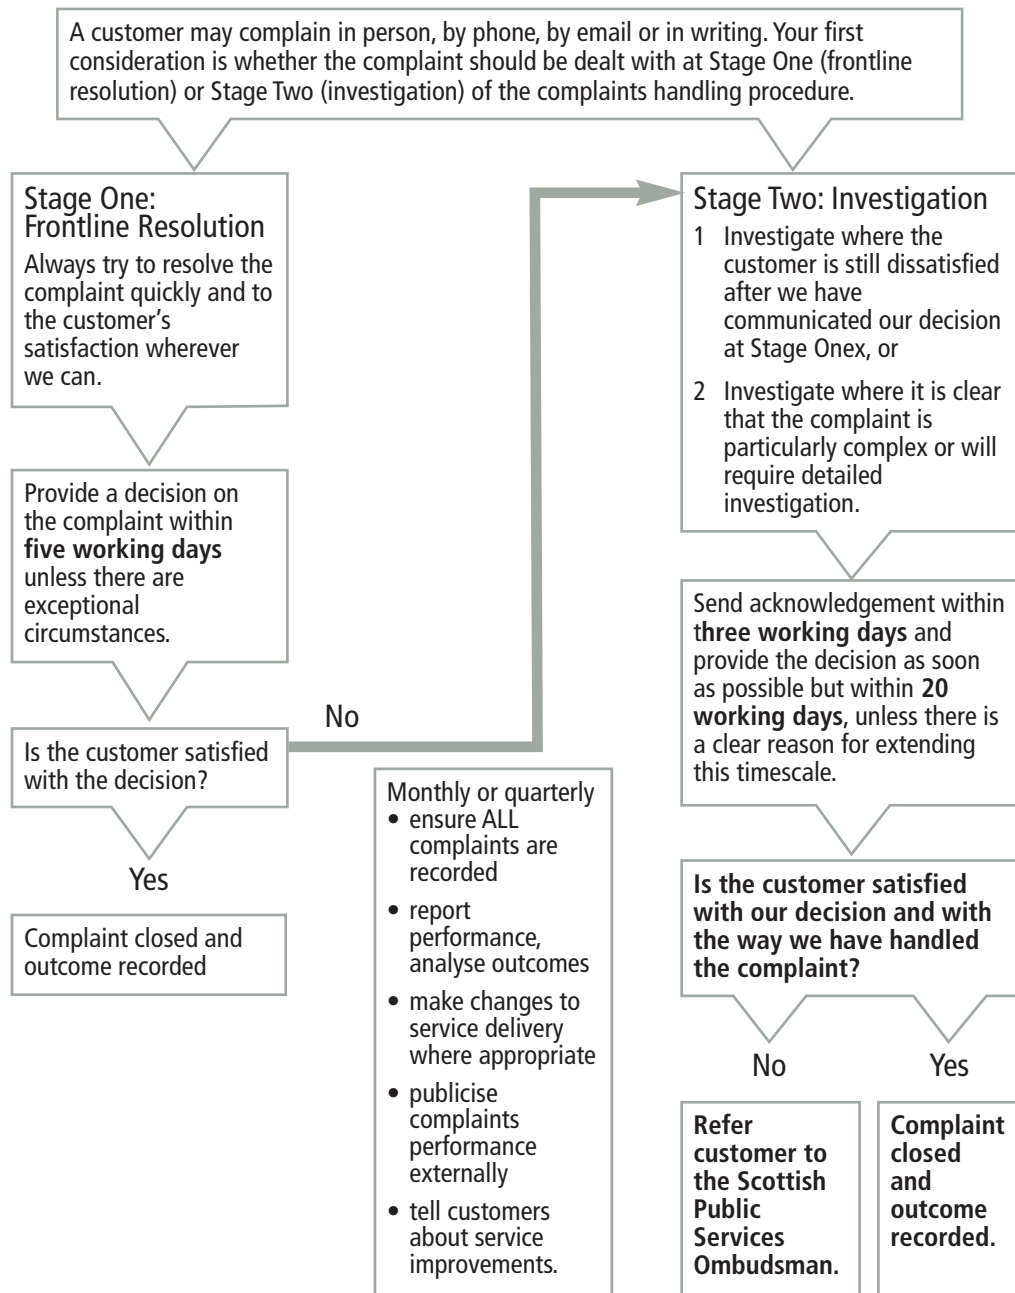 A customer may complain in person, by phone, by email or in writing. Your first
consideration is whether the complaint should be dealt with at Stage One (frontline
resolution) or Stage Two (investigation) of the complaints handling procedure.
Stage One:
Frontline Resolution
Always try to resolve the
complaint quickly and to
the customer's
satisfaction wherever
we can.
Provide a decision on
the complaint within
five working days
unless there are
exceptional
circumstances.
Is the customer satisfied
with the decision?
No
Yes
Complaint closed and
outcome recorded
Monthly or quarterly
• ensure ALL
complaints are
recorded
• report
performance,
analyse outcomes
• make changes to
service delivery
where appropriate
• publicise
complaints
performance
externally
• tell customers
about service
improvements.
Stage Two: Investigation
1 Investigate where the
customer is still dissatisfied
after we have
communicated our decision
at Stage Onex, or
2 Investigate where it is clear
that the complaint is
particularly complex or will
require detailed
investigation.
Send acknowledgement within
three working days and
provide the decision as soon
as possible but within 20
working days, unless there is
a clear reason for extending
this timescale.
Is the customer satisfied
with our decision and with
the way we have handled
the complaint?
No
Refer
customer to
the Scottish
Public
Services
Ombudsman.
Yes
Complaint
closed
and
outcome
recorded.